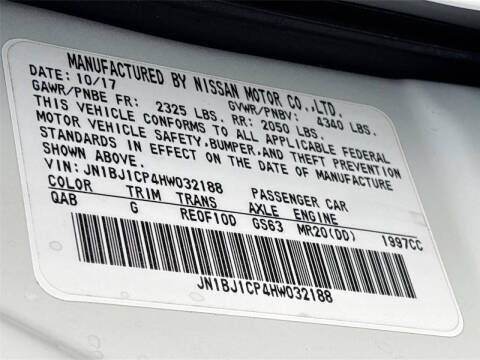 MANUFACTURED BY NISSAN MOTOR CO.,LTD.
DATE: 10/17 GVWR/PNBV: 4340 LBS.
GAWR/PNBE FR: 2325 LBS. RR: 2050 LBS.
THIS VEHICLE CONFORMS TO ALL APPLICABLE FEDERAL
MOTOR VEHICLE SAFETY,BUMPER,AND THEFT PREVENTION
STANDARDS IN EFFECT ON THE DATE OF MANUFACTURE
SHOWN ABOVE.
VIN: JN1BJ1CP4HW032188 PASSENGER CAR
COLOR TRIM TRANS AXLE ENGINE
QAB G RE0F10D GS63 MR20(DD) 1997CC
JN1BJ1CP4HW032188